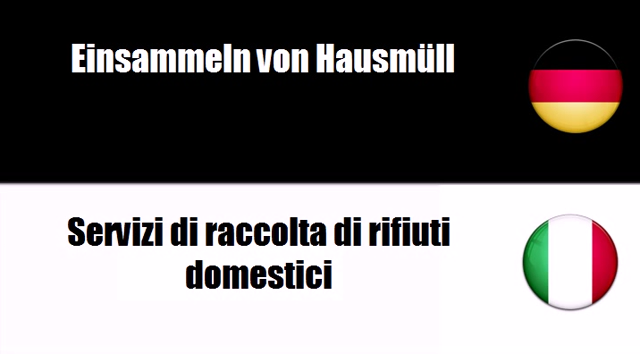 Einsammeln von Hausmüll
Servizi di raccolta di rifiuti
domestici